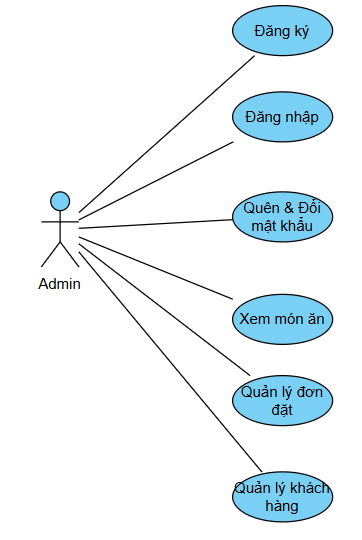 Đăng ký
Đăng nhập
Quên & Đổi
mật khẩu
Admin
Xem món ăn
Quản lý đơn
đặt
Quản lý khách
hàng